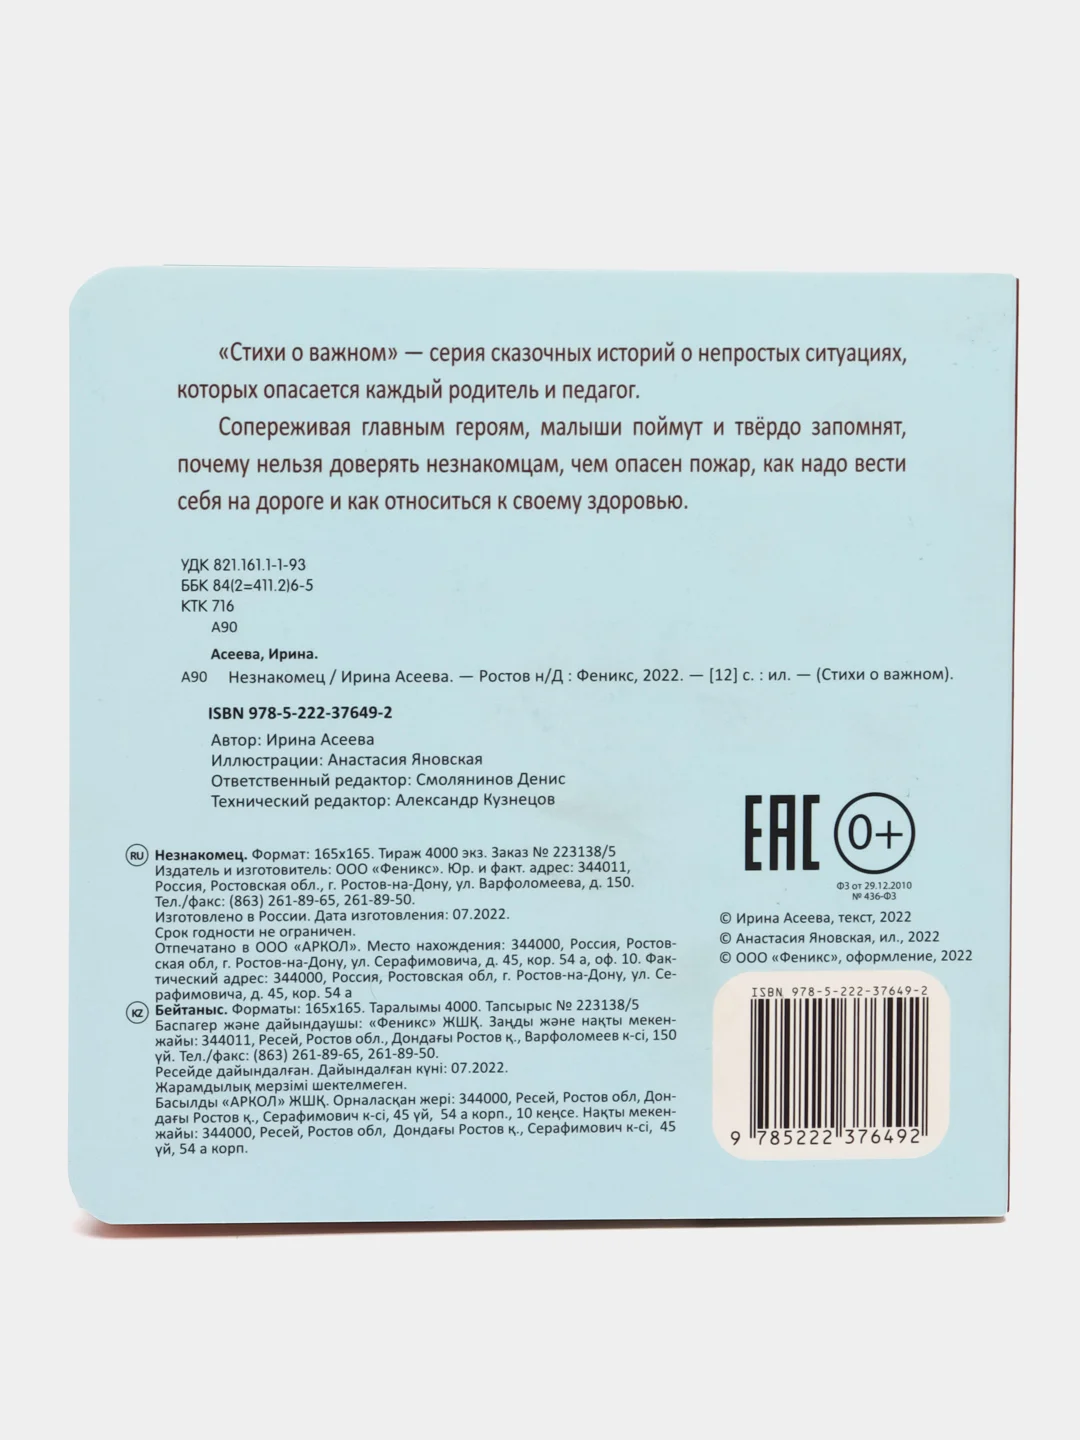 «Стихи о важном» — серия сказочных историй о непростых ситуациях,
которых опасается каждый родитель и педагог.
Сопереживая главным героям, малыши поймут и твёрдо запомнят,
почему нельзя доверять незнакомцам, чем опасен пожар, как надо вести
себя на дороге и как относиться к своему здоровью.
УДК 821.161.1-1-93
ББК 84(2=411.2)6-5
КТК 716
А90
Асеева, Ирина.
А90 Незнакомец / Ирина Асеева. — Ростов н/Д : Феникс, 2022. — [12] с. : ил. — (Стихи о важном).
ISBN 978-5-222-37649-2
Автор: Ирина Асеева
Иллюстрации: Анастасия Яновская
Ответственный редактор: Смолянинов Денис
Технический редактор: Александр Кузнецов
RU Незнакомец. Формат: 165х165. Тираж 4000 экз. Заказ № 223138/5
Издатель и изготовитель: ООО «Феникс». Юр. и факт. адрес: 344011,
Россия, Ростовская обл., г. Ростов-на-Дону, ул. Варфоломеева, д. 150.
Тел./факс: (863) 261-89-65, 261-89-50.
Изготовлено в России. Дата изготовления: 07.2022.
Срок годности не ограничен.
Отпечатано в ООО «АРКОЛ». Место нахождения: 344000, Россия, Ростов-
ская обл, г. Ростов-на-Дону, ул. Серафимовича, д. 45, кор. 54 а, оф. 10. Фак-
тический адрес: 344000, Россия, Ростовская обл, г. Ростов-на-Дону, ул. Се-
рафимовича, д. 45, кор. 54 а
KZ Бейтаныс. Форматы: 165х165. Таралымы 4000. Тапсырыс № 223138/5
Баспагер және дайындаушы: «Феникс» ЖШҚ. Заңды және нақты мекен-
жайы: 344011, Ресей, Ростов обл., Дондағы Ростов қ., Варфоломеев к-сі, 150
үй. Тел./факс: (863) 261-89-65, 261-89-50.
Ресейде дайындалған. Дайындалған күні: 07.2022.
Жарамдылық мерзімі шектелмеген.
Басылды «АРКОЛ» ЖШҚ. Орналасқан жері: 344000, Ресей, Ростов обл, Дон-
дағы Ростов қ., Серафимович к-сі, 45 үй, 54 а корп., 10 кеңсе. Нақты мекен-
жайы: 344000, Ресей, Ростов обл, Дондағы Ростов қ., Серафимович к-сі, 45
үй, 54 а корп.
ЕАС 0+
ФЗ от 29.12.2010
№ 436-ФЗ
© Ирина Асеева, текст, 2022
© Анастасия Яновская, ил., 2022
© ООО «Феникс», оформление, 2022
ISBN 978-5-222-37649-2
9 785222 376492